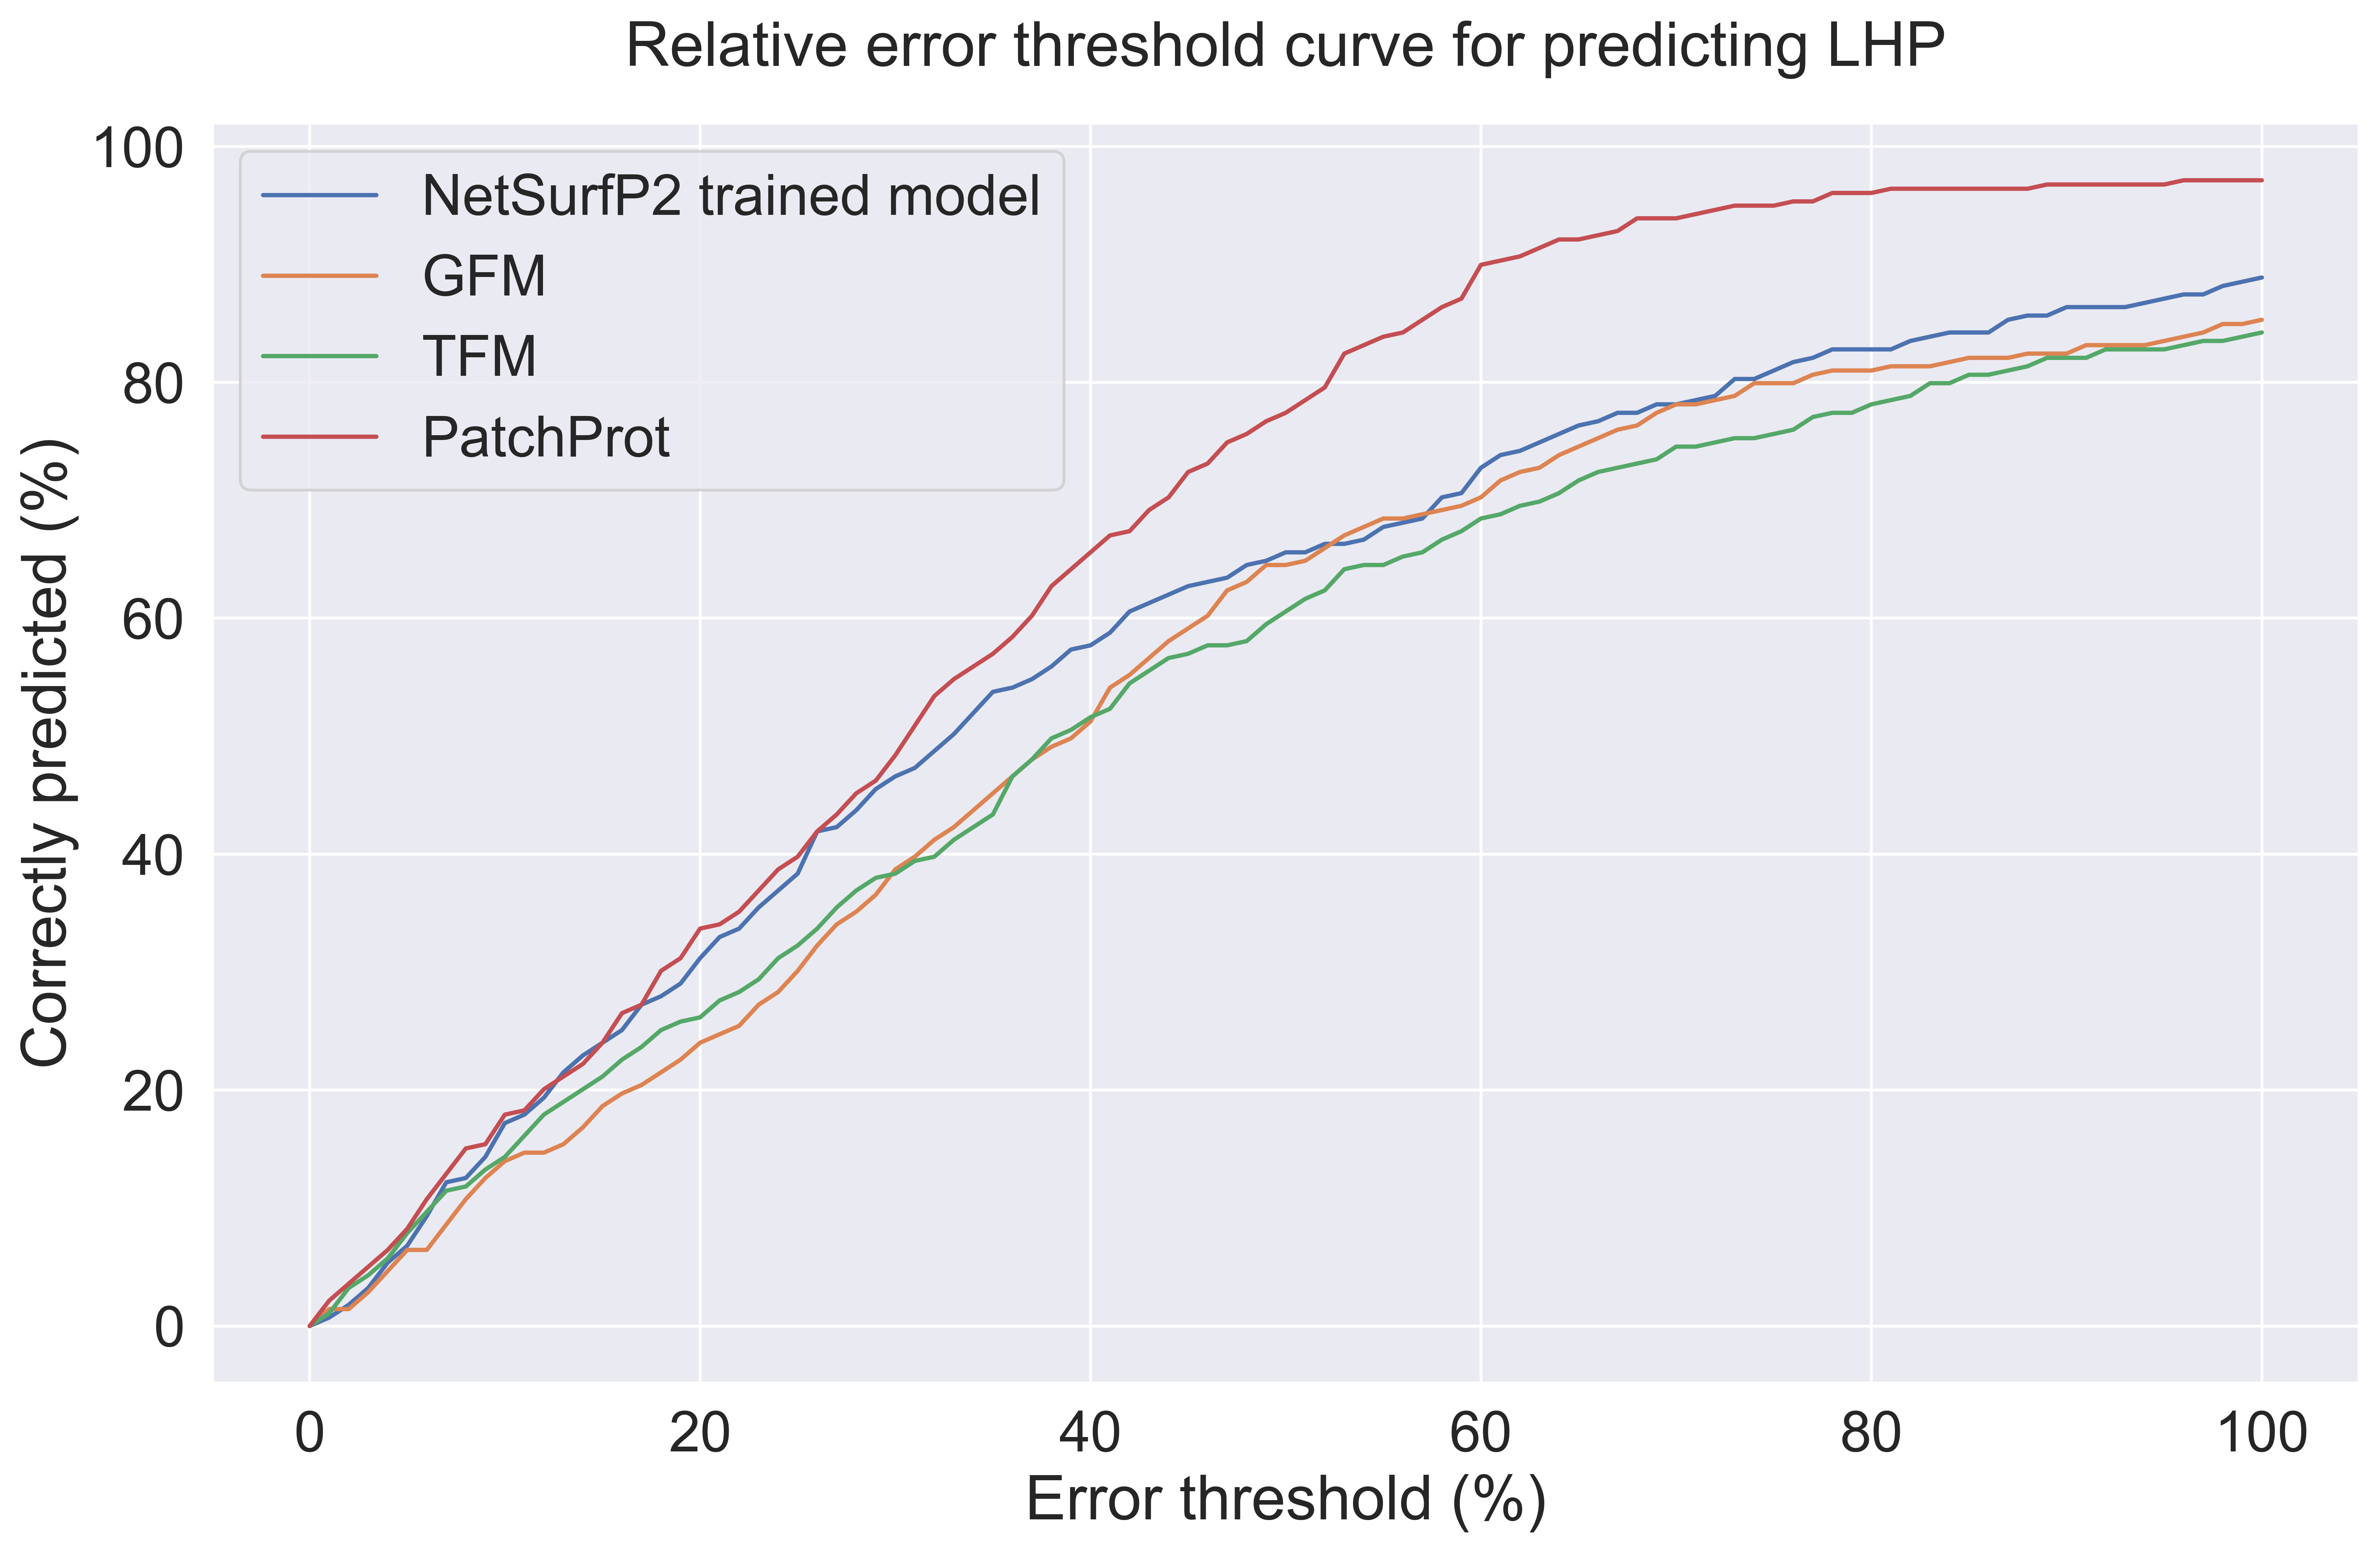 Relative error threshold curve for predicting LHP
100
80
60
40
20
0
Correctly predicted (%)
NetSurfP2 trained model
GFM
TFM
PatchProt
0 20 40 60 80 100
Error threshold (%)